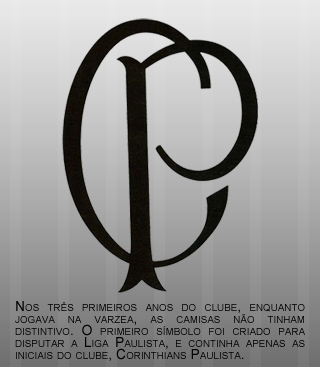 CP
Nos três primeiros anos do clube, enquanto
jogava na varzea, as camisas não tinham
distintivo. O primeiro símbolo foi criado para
disputar a Liga Paulista, e continha apenas as
iniciais do clube, Corinthians Paulista.